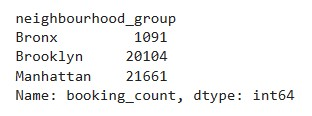 neighbourhood_group
Bronx 1091
Brooklyn 20104
Manhattan 21661
Name: booking_count, dtype: int64